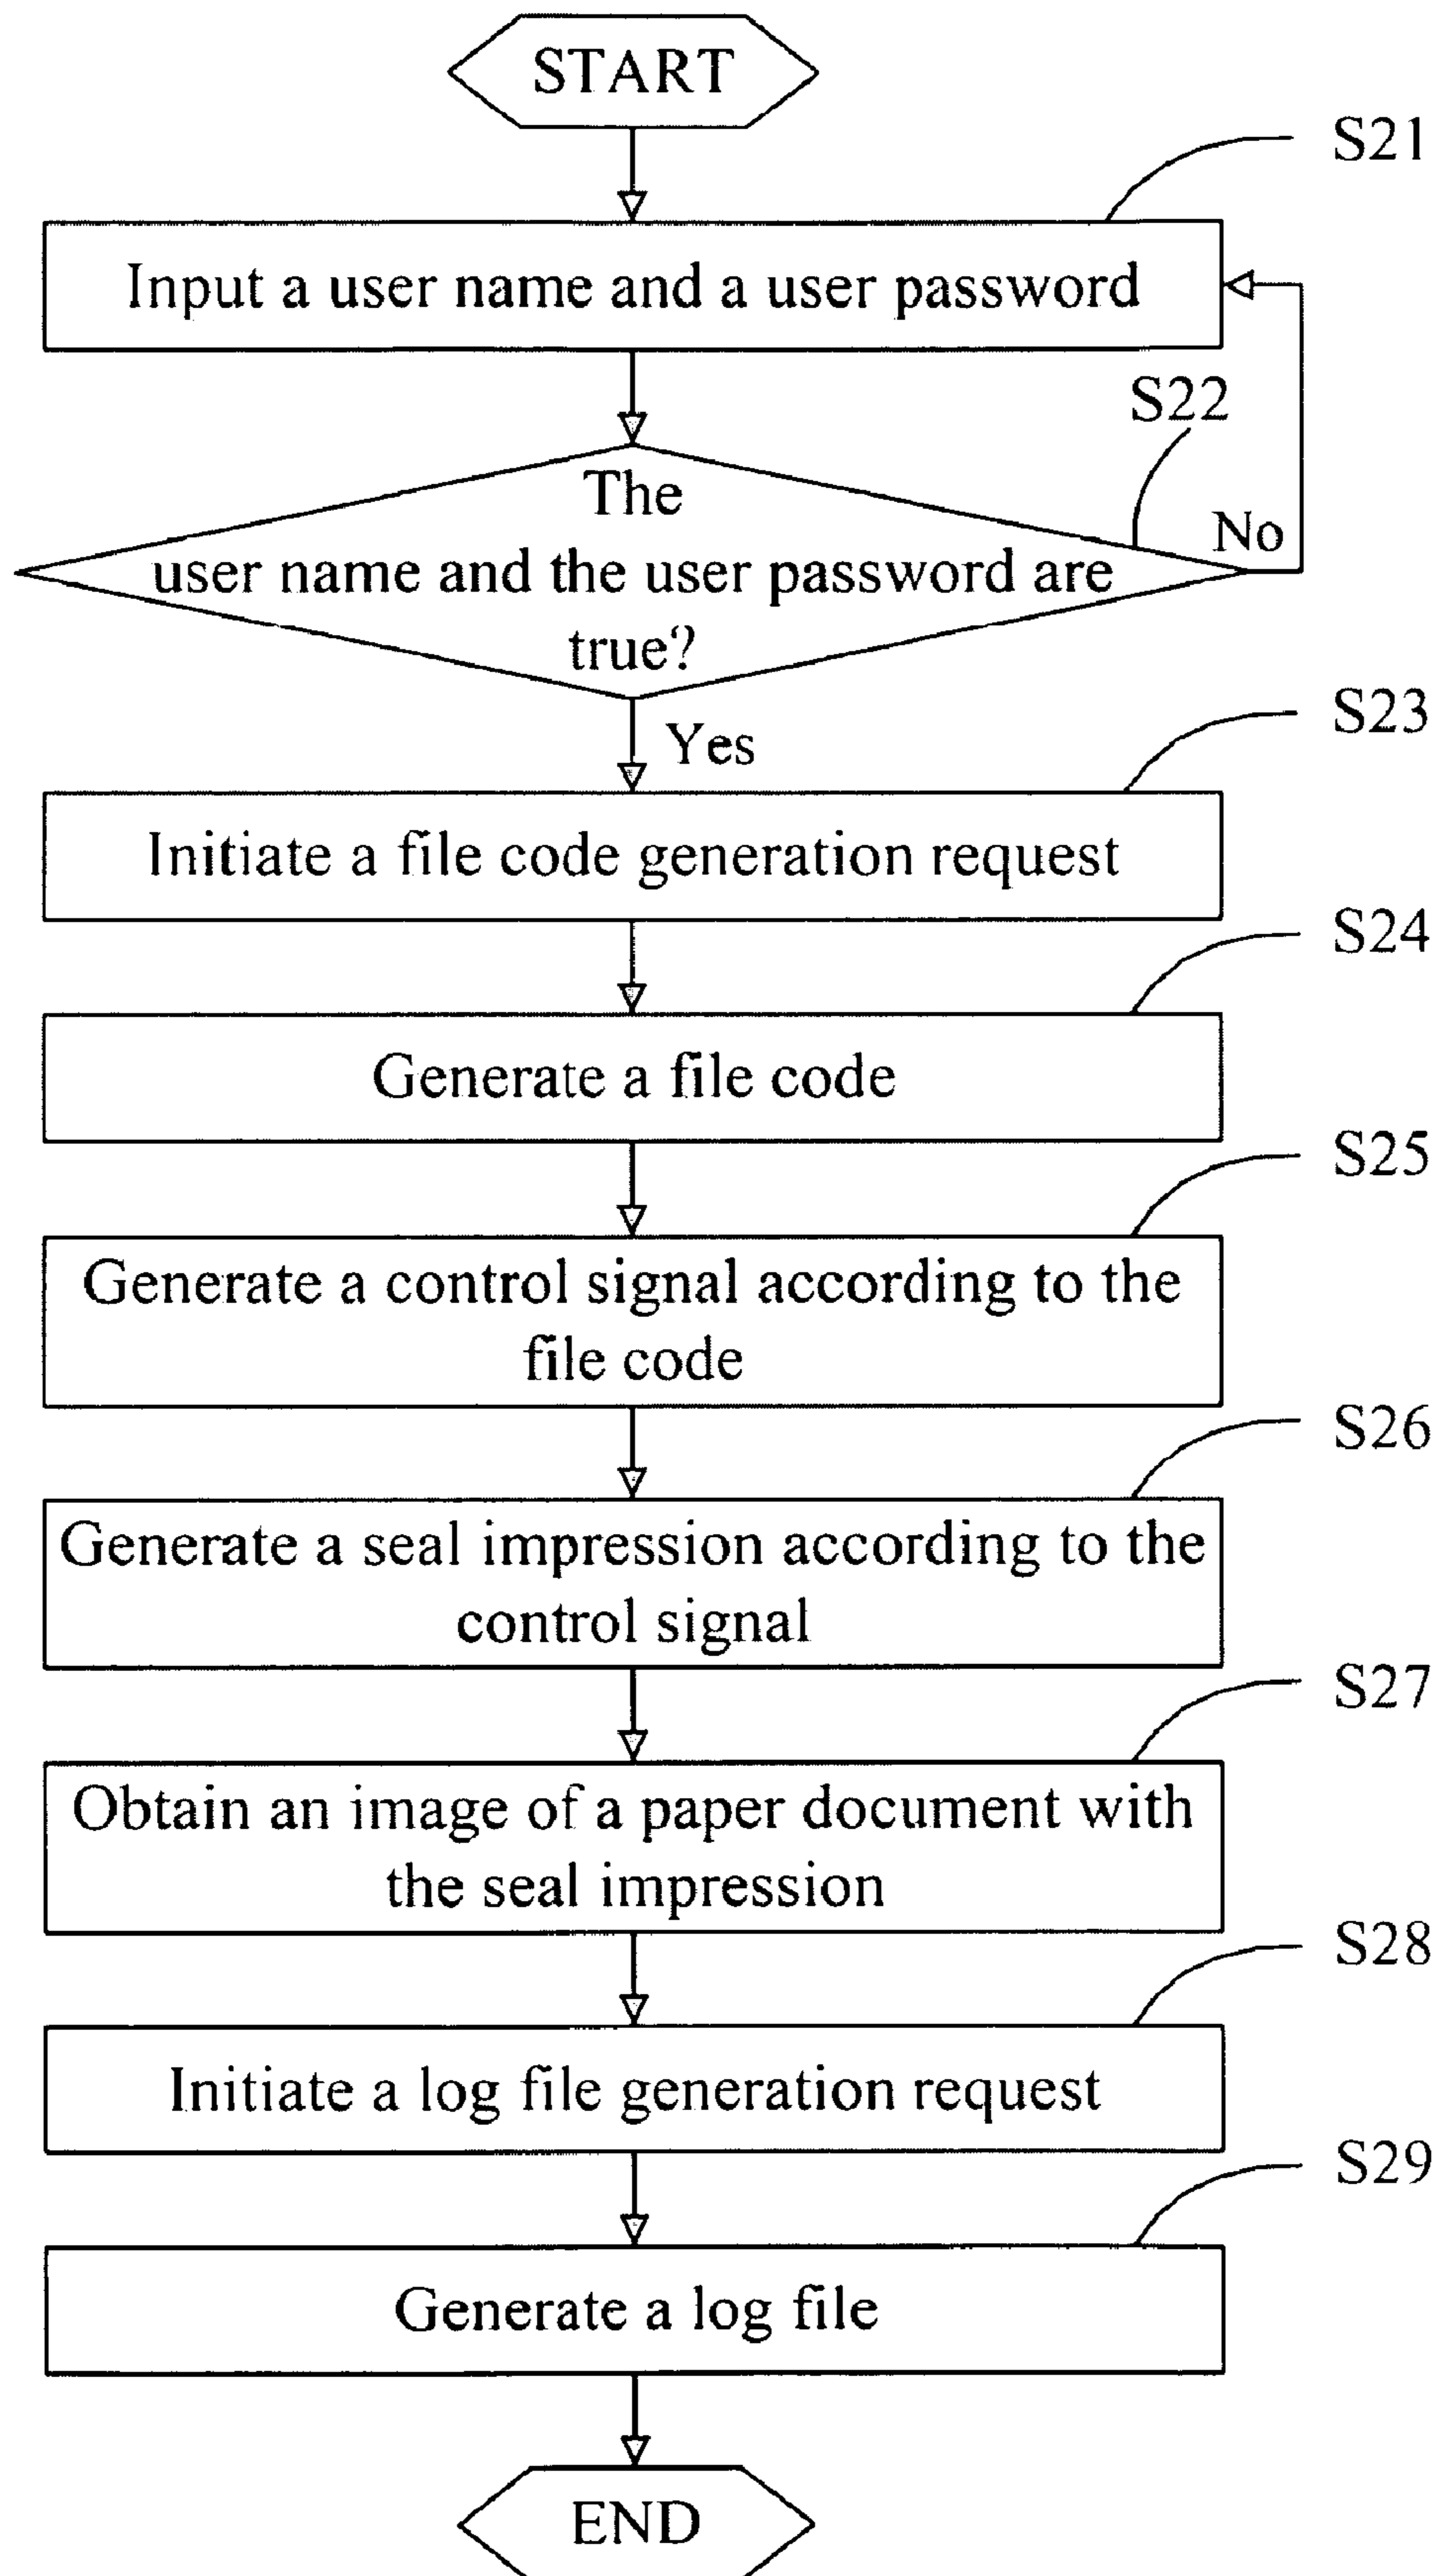 START
S21
Input a user name and a user password
S22
The
No
user name and the user password are
true?
Yes
S23
Initiate a file code generation request
S24
Generate a file code
S25
Generate a control signal according to the
file code
S26
Generate a seal impression according to the
control signal
S27
Obtain an image of a paper document with
the seal impression
S28
Initiate a log file generation request
S29
Generate a log file
END